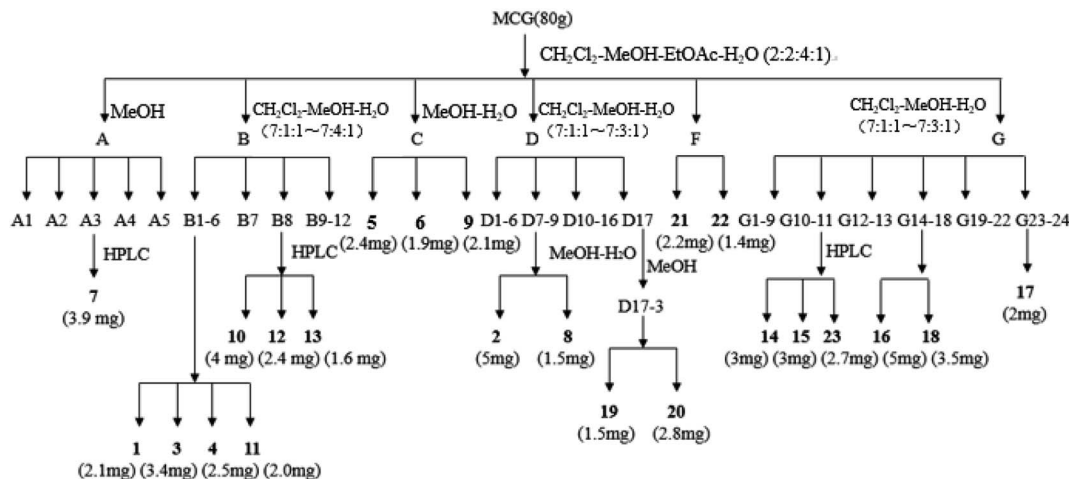 MCG(80g)
CH₂Cl₂-MeOH-EtOAc-H₂O (2:2:4:1)
MeOH CH₂Cl₂-MeOH-H₂O MeOH-H₂O CH₂Cl₂-MeOH-H₂O CH₂Cl₂-MeOH-H₂O
(7:1:1~7:4:1) (7:1:1~7:3:1) (7:1:1~7:3:1)
A B C D F G
A1 A2 A3 A4 A5 B1-6 B7 B8 B9-12 5 6 9 D1-6 D7-9 D10-16 D17 21 22 G1-9 G10-11 G12-13 G14-18 G19-22 G23-24
(2.4mg) (1.9mg) (2.1mg) (2.2mg) (1.4mg)
HPLC HPLC MeOH-H₂O MeOH HPLC
7 17
(3.9 mg) (2mg)
D17-3
10 12 13 2 8 14 15 23 16 18
(4 mg) (2.4 mg) (1.6 mg) (5mg) (1.5mg) (3mg) (3mg) (2.7mg) (5mg) (3.5mg)
19 20
(1.5mg) (2.8mg)
1 3 4 11
(2.1mg) (3.4mg) (2.5mg) (2.0mg)